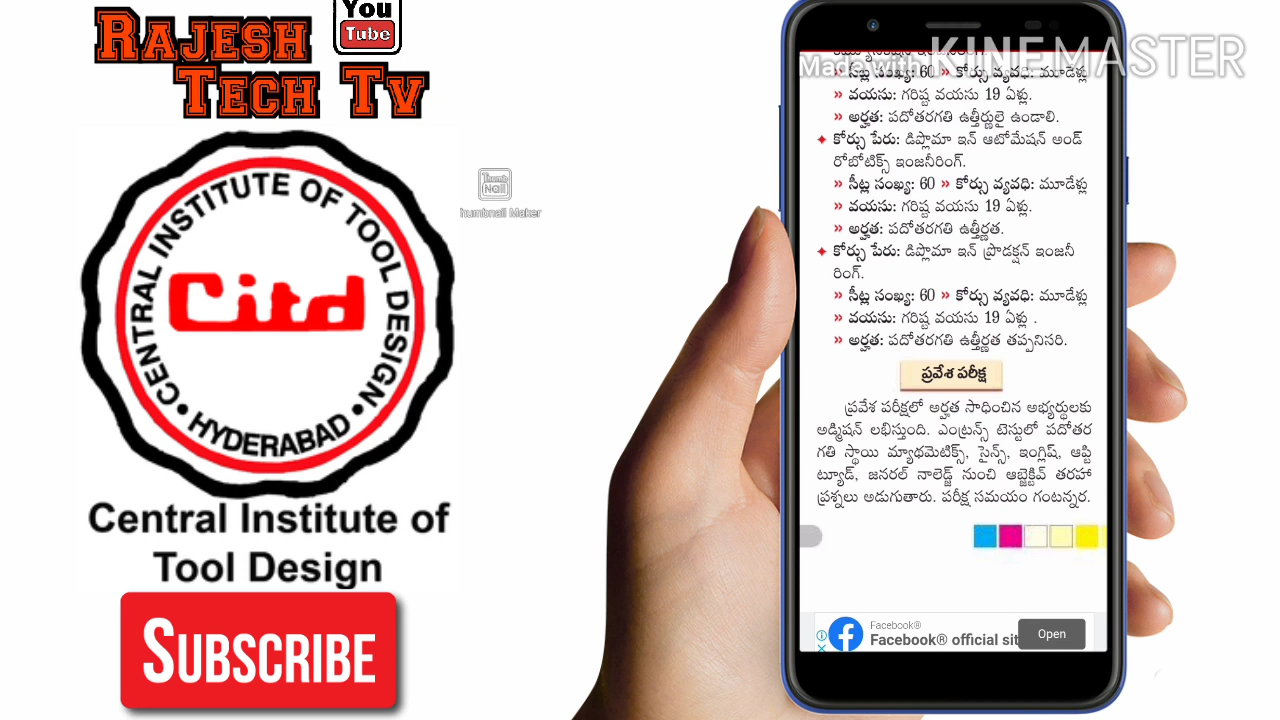 RAJESH
TECH TV
You
Tube
CENTRAL INSTITUTE OF TOOL DESIGN
• HYDERABAD •
Citd
Central Institute of
Tool Design
SUBSCRIBE
Thumb
Nail
humbnail Maker
Made with KINEMASTER
» సీట్ల సంఖ్య: 60 » కోర్సు వ్యవధి: మూడేళ్లు
» వయసు: గరిష్ట వయసు 19 ఏళ్లు.
» అర్హత: పదోతరగతి ఉత్తీర్ణులై ఉండాలి.
✦ కోర్సు పేరు: డిప్లొమా ఇన్ ఆటోమేషన్ అండ్
రోబోటిక్స్ ఇంజనీరింగ్.
» సీట్ల సంఖ్య: 60 » కోర్సు వ్యవధి: మూడేళ్లు
» వయసు: గరిష్ట వయసు 19 ఏళ్లు.
» అర్హత: పదోతరగతి ఉత్తీర్ణత.
✦ కోర్సు పేరు: డిప్లొమా ఇన్ ప్రొడక్షన్ ఇంజనీ
రింగ్.
» సీట్ల సంఖ్య: 60 » కోర్సు వ్యవధి: మూడేళ్లు
» వయసు: గరిష్ట వయసు 19 ఏళ్లు .
» అర్హత: పదోతరగతి ఉత్తీర్ణత తప్పనిసరి.
ప్రవేశ పరీక్ష
ప్రవేశ పరీక్షలో అర్హత సాధించిన అభ్యర్థులకు
అడ్మిషన్ లభిస్తుంది. ఎంట్రన్స్ టెస్టులో పదోతర
గతి స్థాయి మ్యాథమెటిక్స్, సైన్స్, ఇంగ్లిష్, ఆప్టి
ట్యూడ్, జనరల్ నాలెడ్జ్ నుంచి ఆబ్జెక్టివ్ తరహా
ప్రశ్నలు అడుగుతారు. పరీక్ష సమయం గంటన్నర.
Facebook®
Facebook® official sit
Open